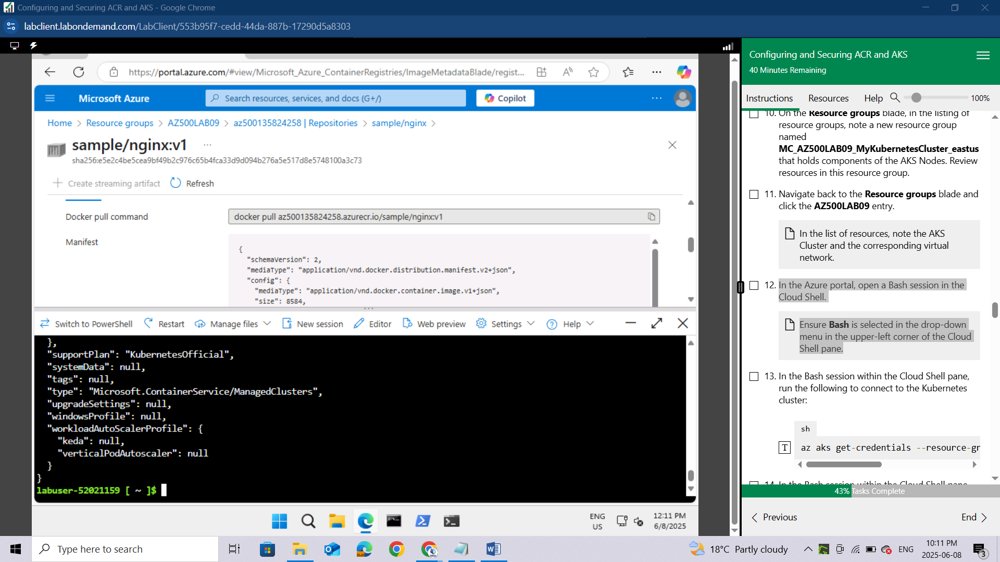 Configuring and Securing ACR and AKS - Google Chrome
labclient.labondemand.com/LabClient/553b95f7-cedd-44da-887b-17290d5a8303
https://portal.azure.com/#view/Microsoft_Azure_ContainerRegistries/ImageMetadataBlade/regist...
Microsoft Azure
Search resources, services, and docs (G+/)
Copilot
Home > Resource groups > AZ500LAB09 > az500135824258 | Repositories > sample/nginx >
sample/nginx:v1
sha256:e5e2c4be5cea9bf49b2c976c65b4fca33d9d094b276a5e517d8e5748100a3c73
Create streaming artifact
Refresh
Docker pull command
docker pull az500135824258.azurecr.io/sample/nginx:v1
Manifest
{
"schemaVersion": 2,
"mediaType": "application/vnd.docker.distribution.manifest.v2+json",
"config": {
"mediaType": "application/vnd.docker.container.image.v1+json",
"size": 8584,
Switch to PowerShell
Restart
Manage files
New session
Editor
Web preview
Settings
Help
},
"supportPlan": "KubernetesOfficial",
"systemData": null,
"tags": null,
"type": "Microsoft.ContainerService/ManagedClusters",
"upgradeSettings": null,
"windowsProfile": null,
"workloadAutoScalerProfile": {
"keda": null,
"verticalPodAutoscaler": null
}
}
labuser-52021159 [ ~ ]$
ENG
US
12:11 PM
6/8/2025
Configuring and Securing ACR and AKS
40 Minutes Remaining
Instructions
Resources
Help
100%
10. On the Resource groups blade, in the listing of
resource groups, note a new resource group
named
MC_AZ500LAB09_MyKubernetesCluster_eastus
that holds components of the AKS Nodes. Review
resources in this resource group.
11. Navigate back to the Resource groups blade and
click the AZ500LAB09 entry.
In the list of resources, note the AKS
Cluster and the corresponding virtual
network.
12. In the Azure portal, open a Bash session in the
Cloud Shell.
Ensure Bash is selected in the drop-down
menu in the upper-left corner of the Cloud
Shell pane.
13. In the Bash session within the Cloud Shell pane,
run the following to connect to the Kubernetes
cluster:
sh
T
az aks get-credentials --resource-gr
14. In the Bash session within the Cloud Shell pane,
43% Tasks Complete
Previous
End
Type here to search
18°C Partly cloudy
ENG
10:11 PM
2025-06-08
3